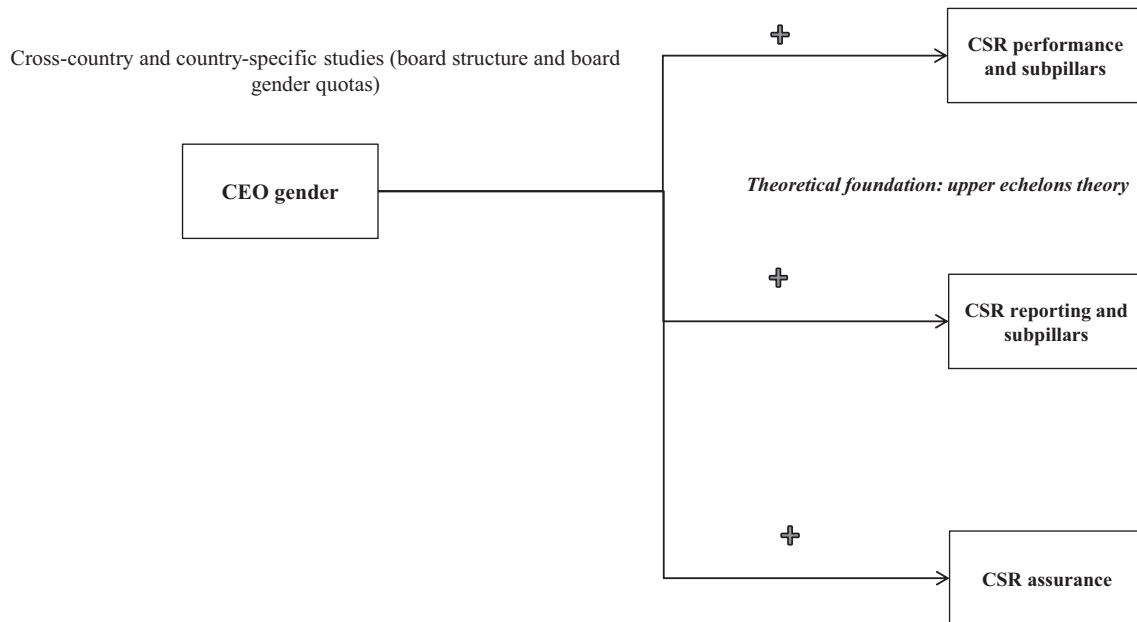 Cross-country and country-specific studies (board structure and board
gender quotas)
CEO gender
CSR performance
and subpillars
Theoretical foundation: upper echelons theory
CSR reporting and
subpillars
CSR assurance